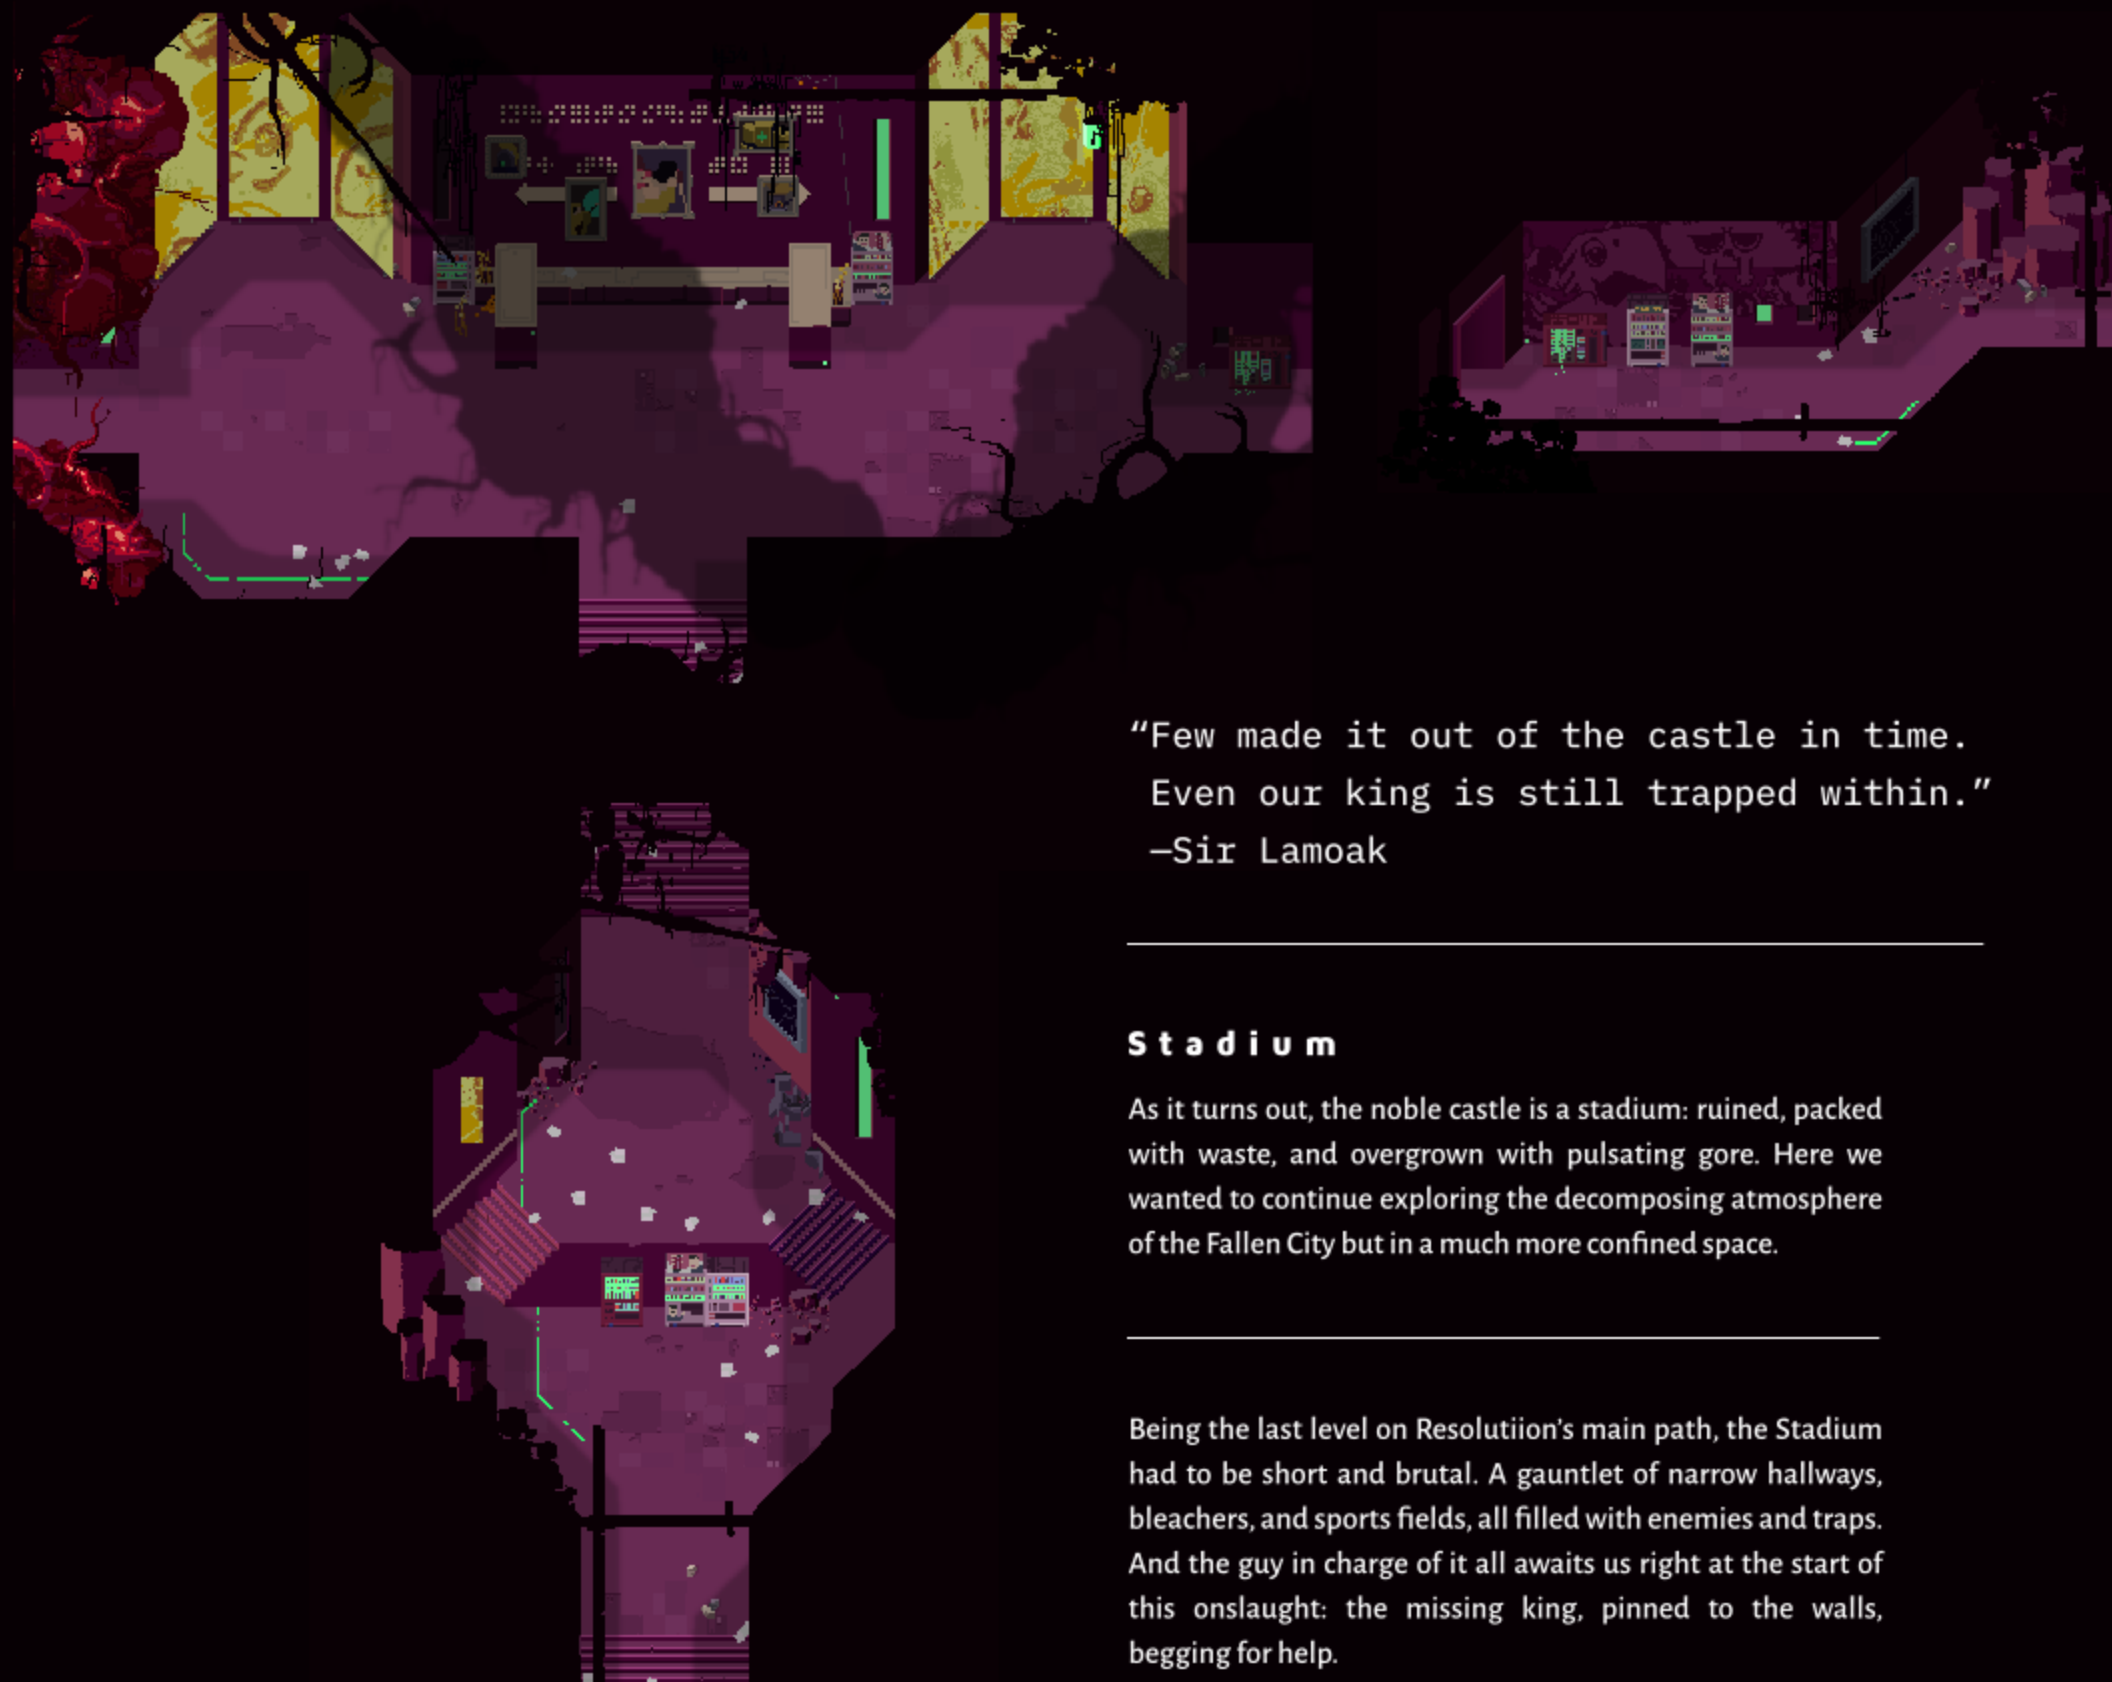 “Few made it out of the castle in time.
Even our king is still trapped within.”
—Sir Lamoak
Stadium
As it turns out, the noble castle is a stadium: ruined, packed
with waste, and overgrown with pulsating gore. Here we
wanted to continue exploring the decomposing atmosphere
of the Fallen City but in a much more confined space.
Being the last level on Resolutiion’s main path, the Stadium
had to be short and brutal. A gauntlet of narrow hallways,
bleachers, and sports fields, all filled with enemies and traps.
And the guy in charge of it all awaits us right at the start of
this onslaught: the missing king, pinned to the walls,
begging for help.